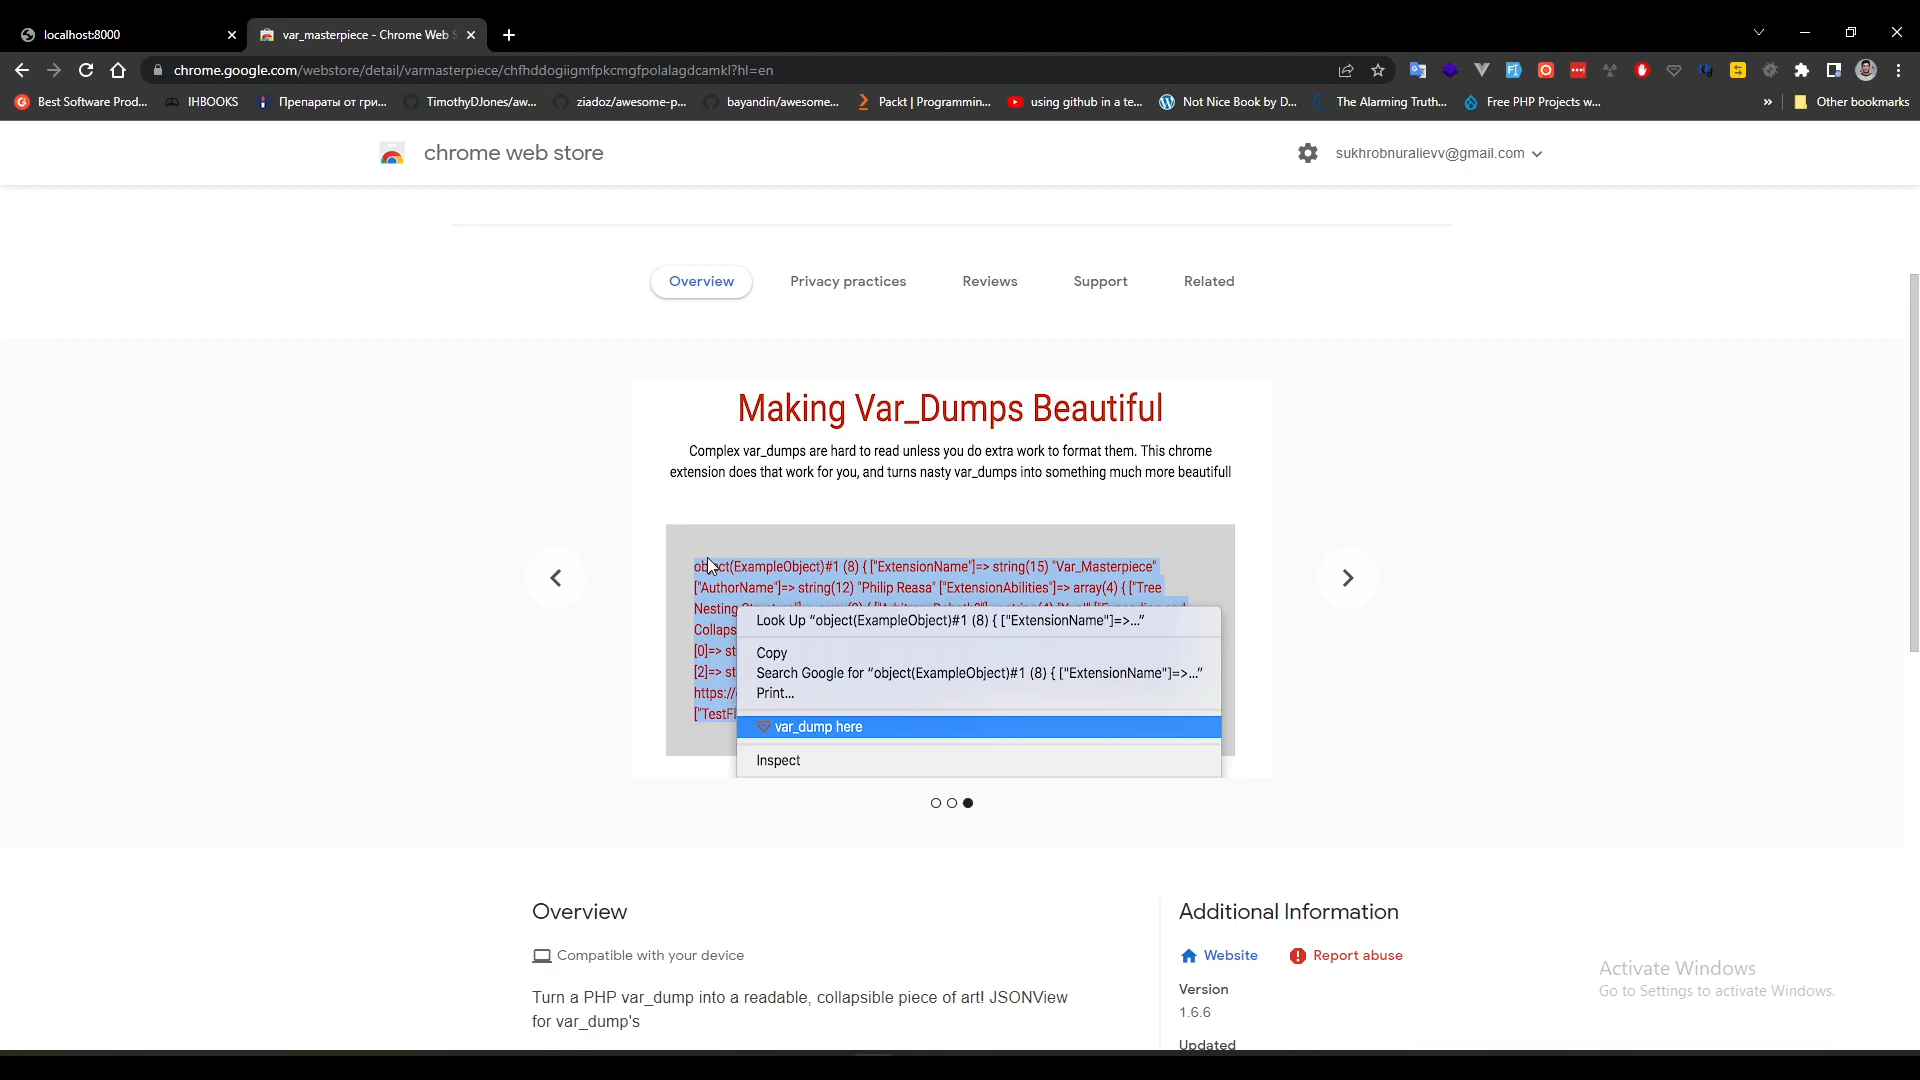 localhost:8000
var_masterpiece - Chrome Web S
chrome.google.com/webstore/detail/varmasterpiece/chfhddogiigmfpkcmgfpolalagdcamkl?hl=en
Best Software Prod...
IHBOOKS
Препараты от гри...
TimothyDJones/aw...
ziadoz/awesome-p...
bayandin/awesome...
Packt | Programmin...
using github in a te...
Not Nice Book by D...
The Alarming Truth...
Free PHP Projects w...
»
Other bookmarks
chrome web store
sukhrobnuralievv@gmail.com
Overview
Privacy practices
Reviews
Support
Related
Making Var_Dumps Beautiful
Complex var_dumps are hard to read unless you do extra work to format them. This chrome
extension does that work for you, and turns nasty var_dumps into something much more beautifull
object(ExampleObject)#1 (8) { ["ExtensionName"]=> string(15) "Var_Masterpiece"
["AuthorName"]=> string(12) "Philip Reasa" ["ExtensionAbilities"]=> array(4) { ["Tree
Nesting
Collaps
[0]=> st
[2]=> st
https://
["TestFl
Look Up “object(ExampleObject)#1 (8) { ["ExtensionName"]=>...”
Copy
Search Google for “object(ExampleObject)#1 (8) { ["ExtensionName"]=>...”
Print...
var_dump here
Inspect
Overview
Compatible with your device
Turn a PHP var_dump into a readable, collapsible piece of art! JSONView
for var_dump's
Additional Information
Website
Report abuse
Version
1.6.6
Updated
Activate Windows
Go to Settings to activate Windows.